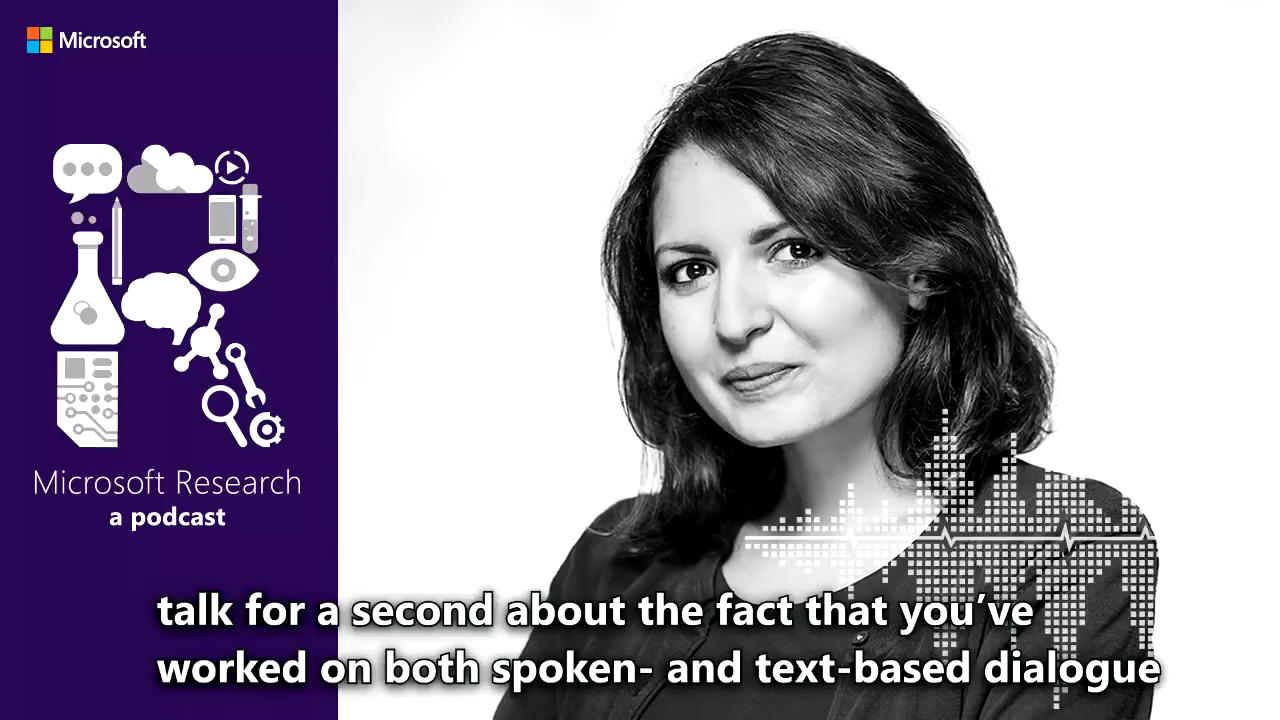 Microsoft
Microsoft Research
a podcast
talk for a second about the fact that you’ve
worked on both spoken- and text-based dialogue